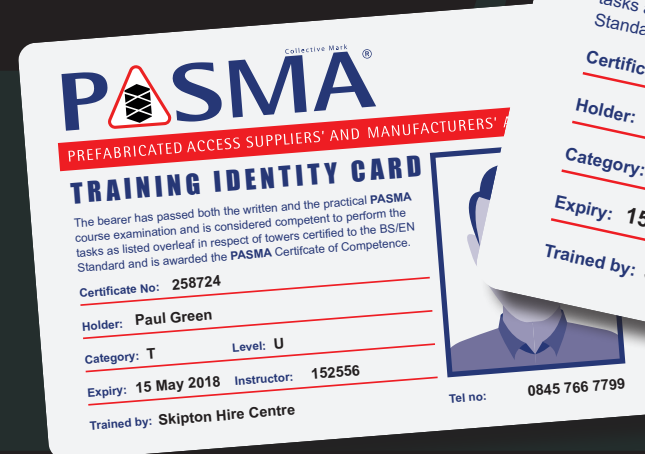 Collective Mark
PASMA®
PREFABRICATED ACCESS SUPPLIERS' AND MANUFACTURERS'
TRAINING IDENTITY CARD
The bearer has passed both the written and the practical PASMA
course examination and is considered competent to perform the
tasks as listed overleaf in respect of towers certified to the BS/EN
Standard and is awarded the PASMA Certifcate of Competence.
Certificate No: 258724
Holder: Paul Green
Category: T Level: U
Expiry: 15 May 2018 Instructor: 152556
Trained by: Skipton Hire Centre
Tel no: 0845 766 7799
tasks
Standa
Certific
Holder:
Category:
Expiry: 15
Trained by: